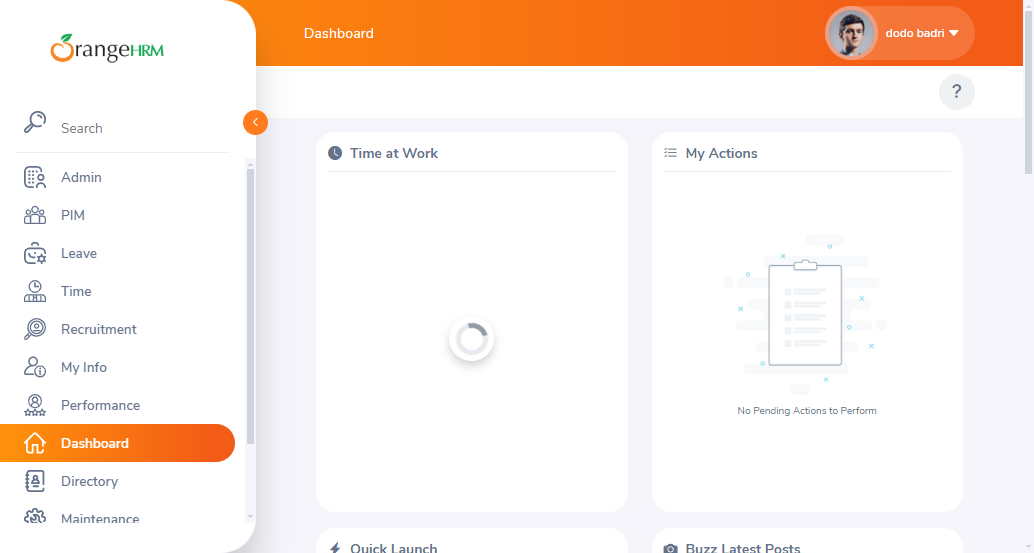 OrangeHRM
Dashboard
dodo badri
?
Search
Admin
PIM
Leave
Time
Recruitment
My Info
Performance
Dashboard
Directory
Maintenance
Time at Work
My Actions
No Pending Actions to Perform
Quick Launch
Buzz Latest Posts